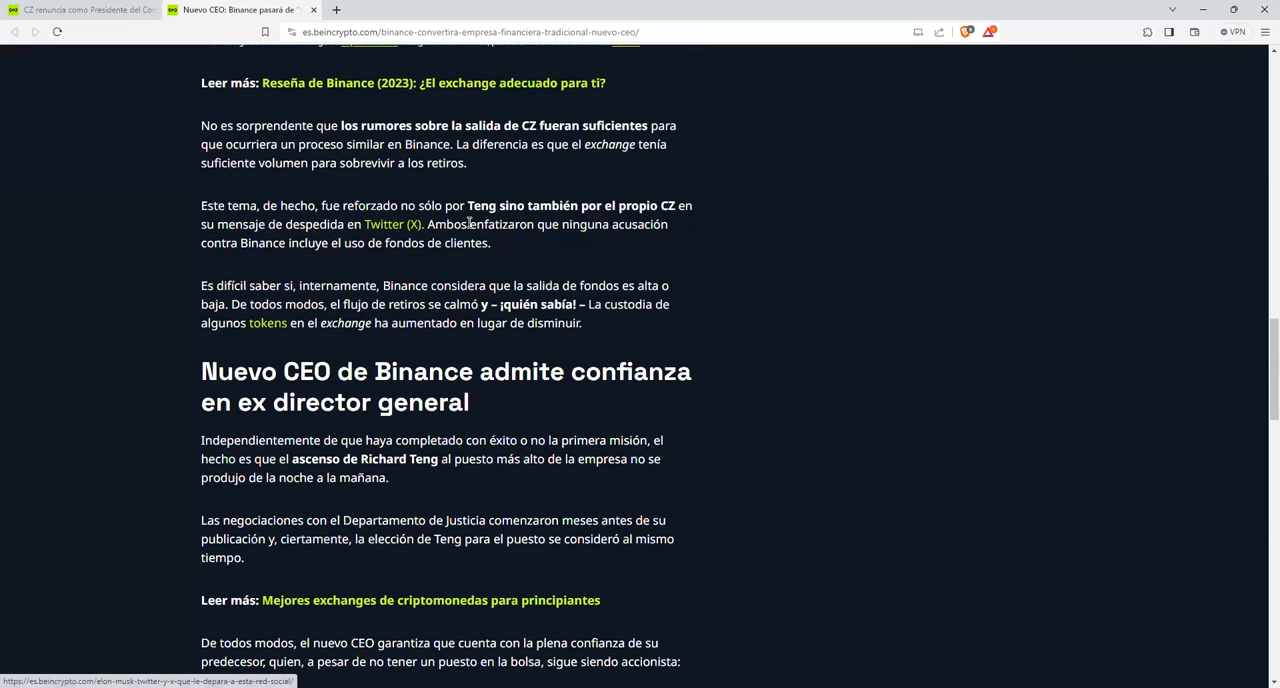 CZ renuncia como Presidente del Con
Nuevo CEO: Binance pasará de "
es.beincrypto.com/binance-convertira-empresa-financiera-tradicional-nuevo-ceo/
VPN
Leer más: Reseña de Binance (2023): ¿El exchange adecuado para ti?
No es sorprendente que los rumores sobre la salida de CZ fueran suficientes para
que ocurriera un proceso similar en Binance. La diferencia es que el exchange tenía
suficiente volumen para sobrevivir a los retiros.
Este tema, de hecho, fue reforzado no sólo por Teng sino también por el propio CZ en
su mensaje de despedida en Twitter (X). Ambos enfatizaron que ninguna acusación
contra Binance incluye el uso de fondos de clientes.
Es difícil saber si, internamente, Binance considera que la salida de fondos es alta o
baja. De todos modos, el flujo de retiros se calmó y – ¡quién sabía! – La custodia de
algunos tokens en el exchange ha aumentado en lugar de disminuir.
Nuevo CEO de Binance admite confianza
en ex director general
Independientemente de que haya completado con éxito o no la primera misión, el
hecho es que el ascenso de Richard Teng al puesto más alto de la empresa no se
produjo de la noche a la mañana.
Las negociaciones con el Departamento de Justicia comenzaron meses antes de su
publicación y, ciertamente, la elección de Teng para el puesto se consideró al mismo
tiempo.
Leer más: Mejores exchanges de criptomonedas para principiantes
De todos modos, el nuevo CEO garantiza que cuenta con la plena confianza de su
predecesor, quien, a pesar de no tener un puesto en la bolsa, sigue siendo accionista:
https://es.beincrypto.com/elon-musk-twitter-y-x-que-le-depara-a-esta-red-social/